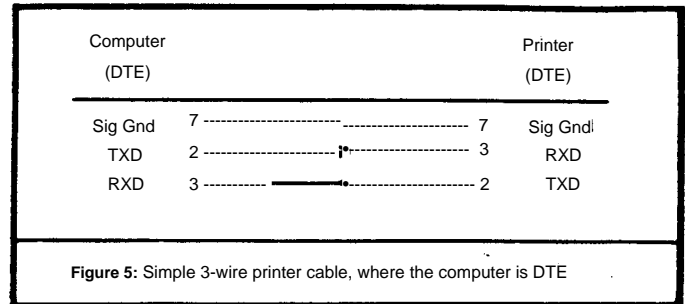 Computer Printer
(DTE) (DTE)
Sig Gnd 7 ----------------------- --------------------- 7 Sig Gnd
TXD 2 ----------------------- --------------------- 3 RXD
RXD 3 ----------- --------------------- 2 TXD
Figure 5: Simple 3-wire printer cable, where the computer is DTE